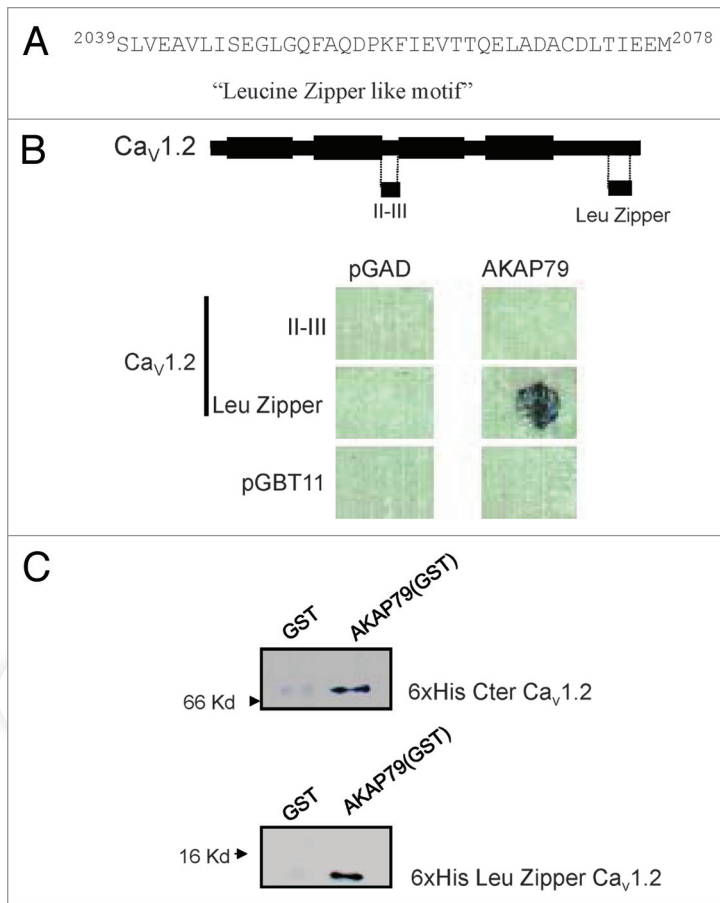 A
2039SLVEAVLISEGLGQFAQDPKFIEVTTQELADACDLTIEEM2078
“Leucine Zipper like motif”
B
CaV1.2
II-III
Leu Zipper
pGAD
AKAP79
II-III
CaV1.2
Leu Zipper
pGBT11
C
GST
AKAP79(GST)
66 Kd
6xHis Cter Cav1.2
GST
AKAP79(GST)
16 Kd
6xHis Leu Zipper Cav1.2